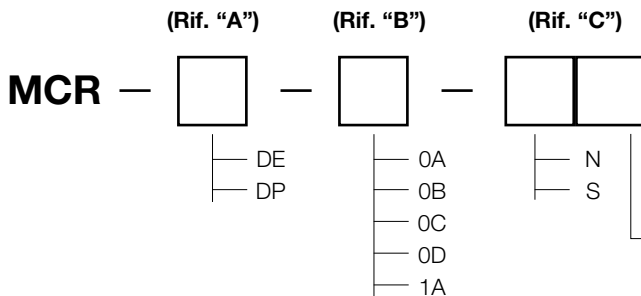 (Rif. “A”) (Rif. “B”) (Rif. “C”)
MCR — — —
DE 0A N
DP 0B S
0C
0D
1A